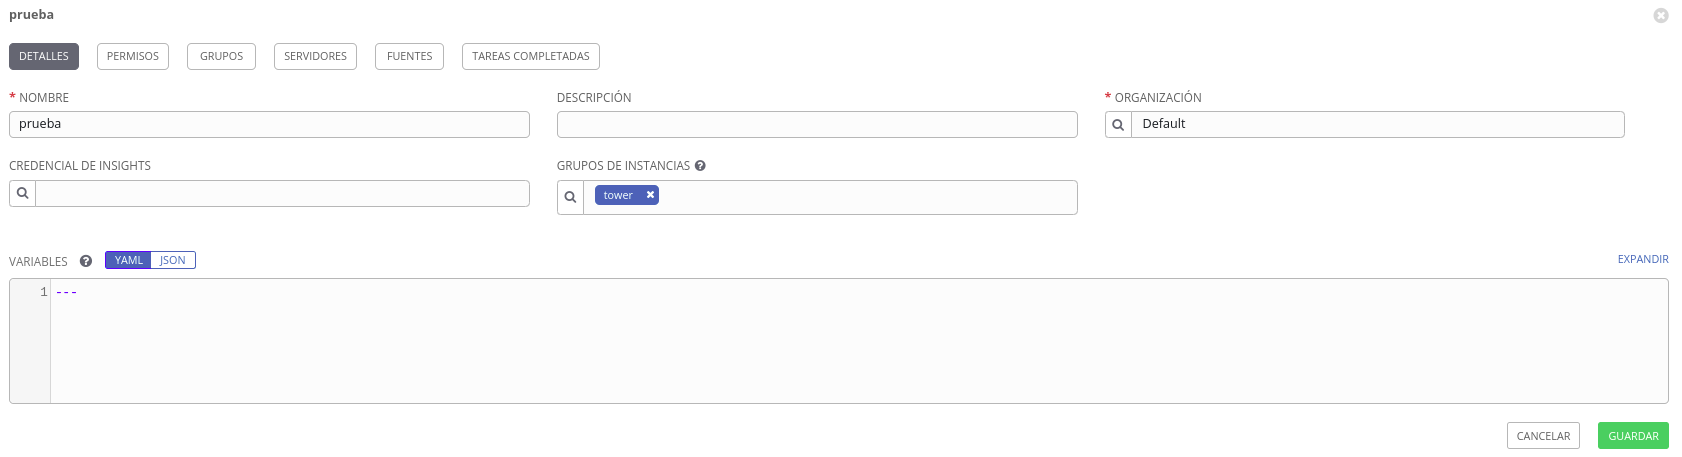 prueba
DETALLES PERMISOS GRUPOS SERVIDORES FUENTES TAREAS COMPLETADAS
* NOMBRE DESCRIPCIÓN * ORGANIZACIÓN
prueba Default
CREDENCIAL DE INSIGHTS GRUPOS DE INSTANCIAS ?
tower
VARIABLES ? YAML JSON EXPANDIR
1 ---
CANCELAR GUARDAR